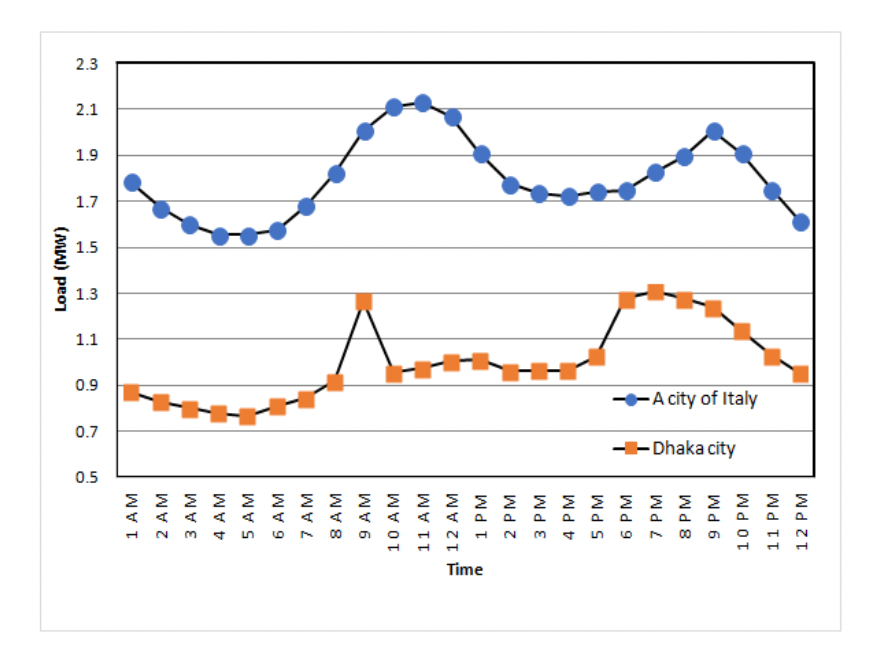 2.3
2.1
1.9
1.7
1.5
1.3
1.1
0.9
0.7
0.5
Load (MW)
A city of Italy
Dhaka city
1 AM
2 AM
3 AM
4 AM
5 AM
6 AM
7 AM
8 AM
9 AM
10 AM
11 AM
12 AM
1 PM
2 PM
3 PM
4 PM
5 PM
6 PM
7 PM
8 PM
9 PM
10 PM
11 PM
12 PM
Time